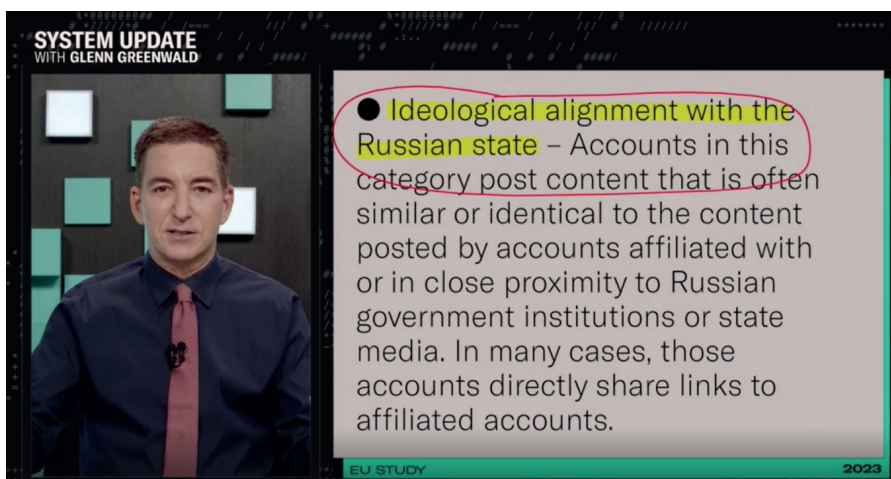 SYSTEM UPDATE
WITH GLENN GREENWALD
● Ideological alignment with the
Russian state – Accounts in this
category post content that is often
similar or identical to the content
posted by accounts affiliated with
or in close proximity to Russian
government institutions or state
media. In many cases, those
accounts directly share links to
affiliated accounts.
EU STUDY
2023